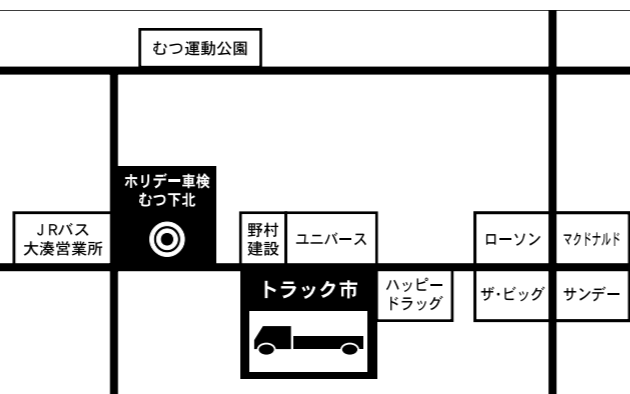 むつ運動公園
ホリデー車検
むつ下北
JRバス
大湊営業所
野村
建設
ユニバース
ローソン
マクドナルド
トラック市
ハッピー
ドラッグ
ザ・ビッグ
サンデー